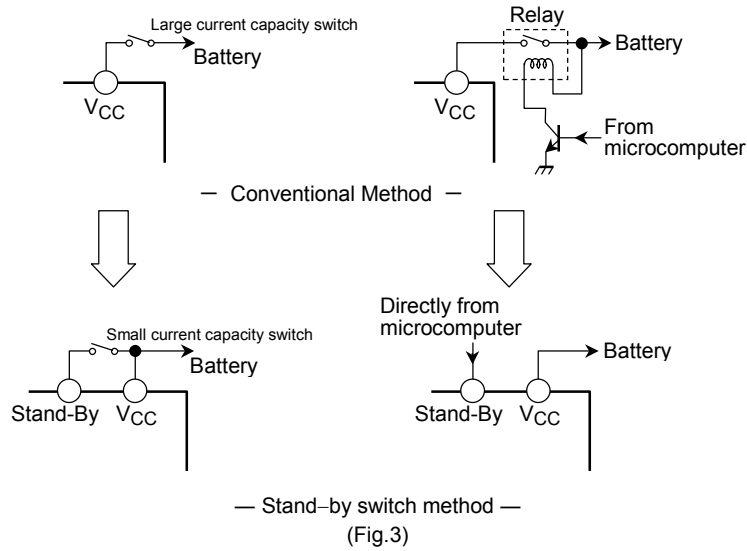 Large current capacity switch
Battery
VCC
Relay
Battery
VCC
From
microcomputer
— Conventional Method —
Small current capacity switch
Battery
Stand-By
VCC
Directly from
microcomputer
Battery
Stand-By
VCC
— Stand–by switch method —
(Fig.3)